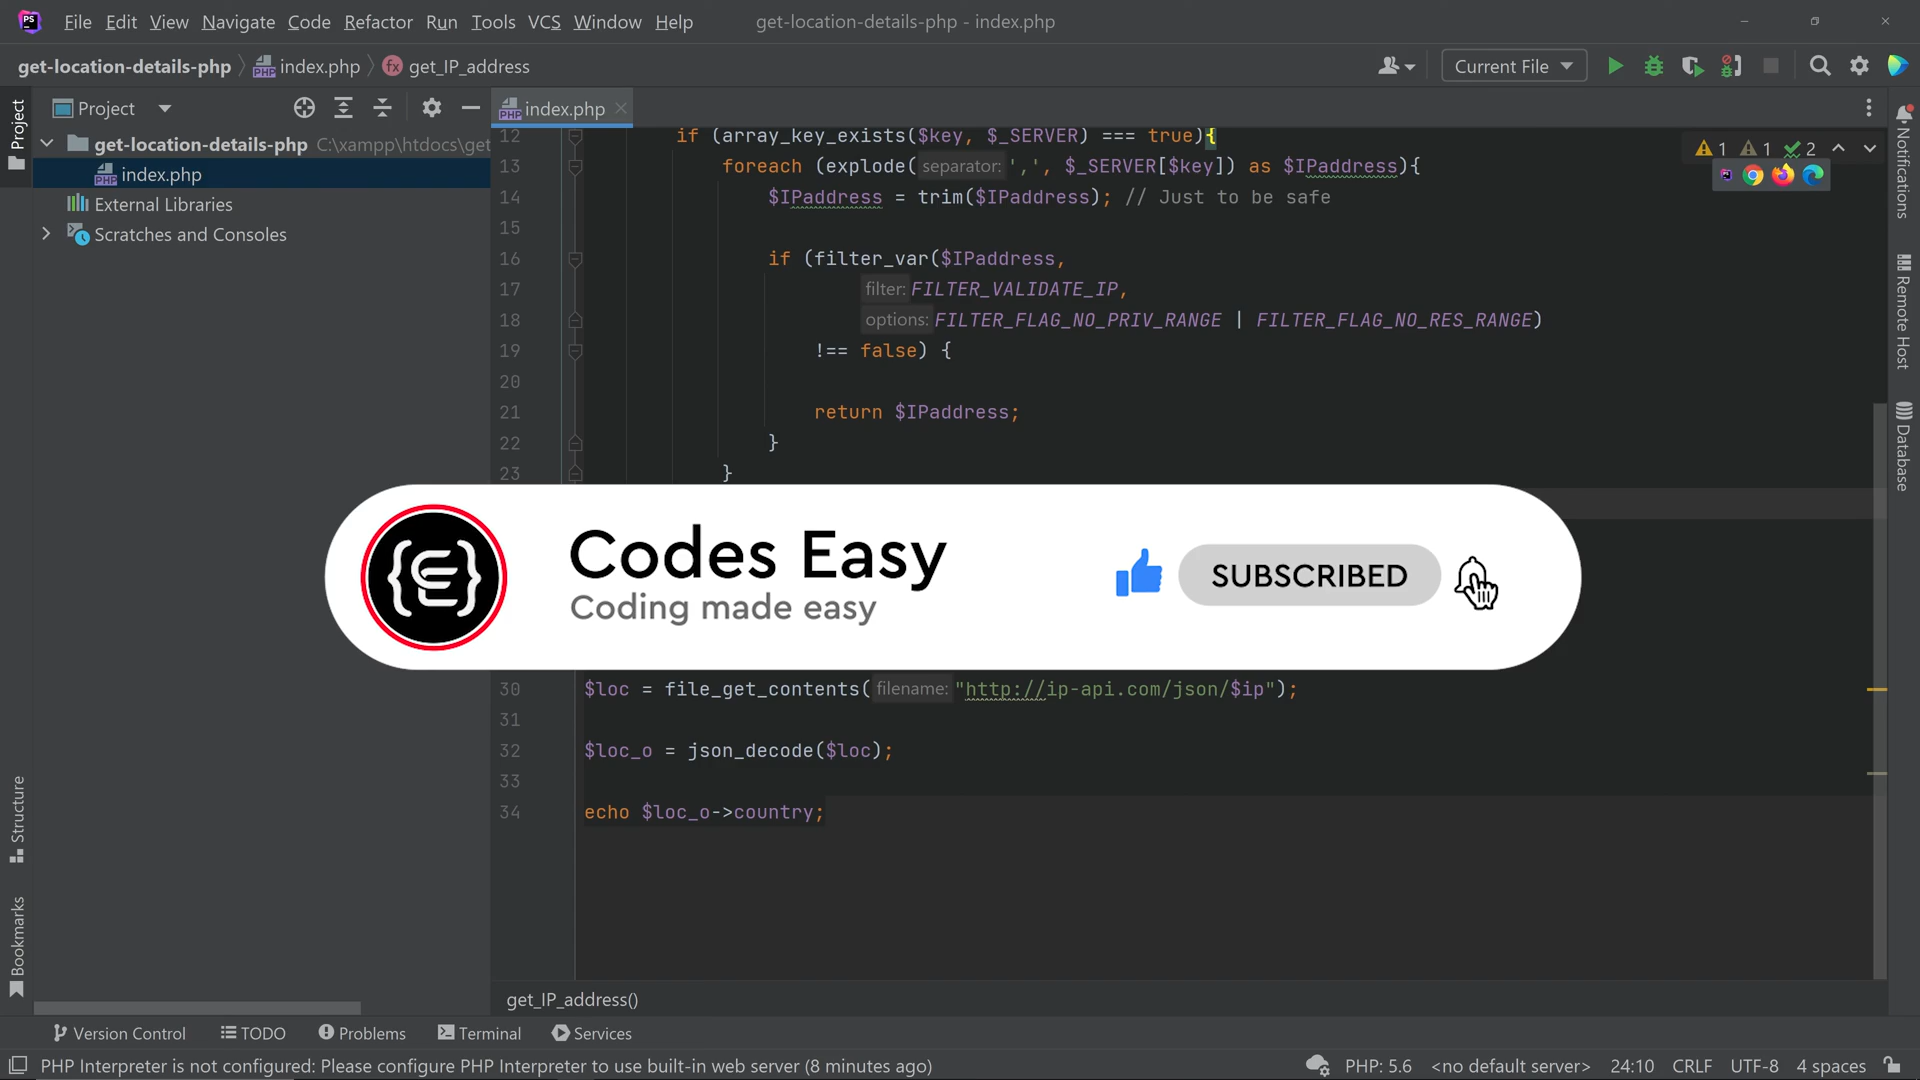 PS File Edit View Navigate Code Refactor Run Tools VCS Window Help get-location-details-php - index.php
get-location-details-php index.php get_IP_address Current File
Project index.php
get-location-details-php C:\xampp\htdocs\get
index.php
External Libraries
Scratches and Consoles
Project
Structure
Bookmarks
12 if (array_key_exists($key, $_SERVER) === true){
13 foreach (explode( separator: ',', $_SERVER[$key]) as $IPaddress){
14 $IPaddress = trim($IPaddress); // Just to be safe
15
16 if (filter_var($IPaddress,
17 filter: FILTER_VALIDATE_IP,
18 options: FILTER_FLAG_NO_PRIV_RANGE | FILTER_FLAG_NO_RES_RANGE)
19 !== false) {
20
21 return $IPaddress;
22 }
23 }
1 1 2
Notifications
Remote Host
Database
Codes Easy
Coding made easy
SUBSCRIBED
30 $loc = file_get_contents( filename: "http://ip-api.com/json/$ip");
31
32 $loc_o = json_decode($loc);
33
34 echo $loc_o->country;
get_IP_address()
Version Control TODO Problems Terminal Services
PHP Interpreter is not configured: Please configure PHP Interpreter to use built-in web server (8 minutes ago) PHP: 5.6 <no default server> 24:10 CRLF UTF-8 4 spaces